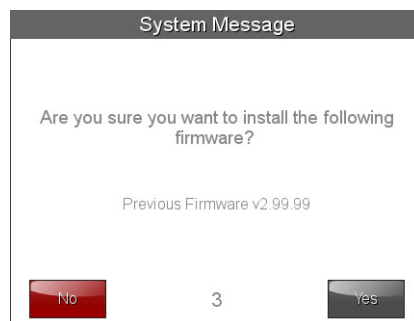 System Message
Are you sure you want to install the following
firmware?
Previous Firmware v2.99.99
No
3
Yes